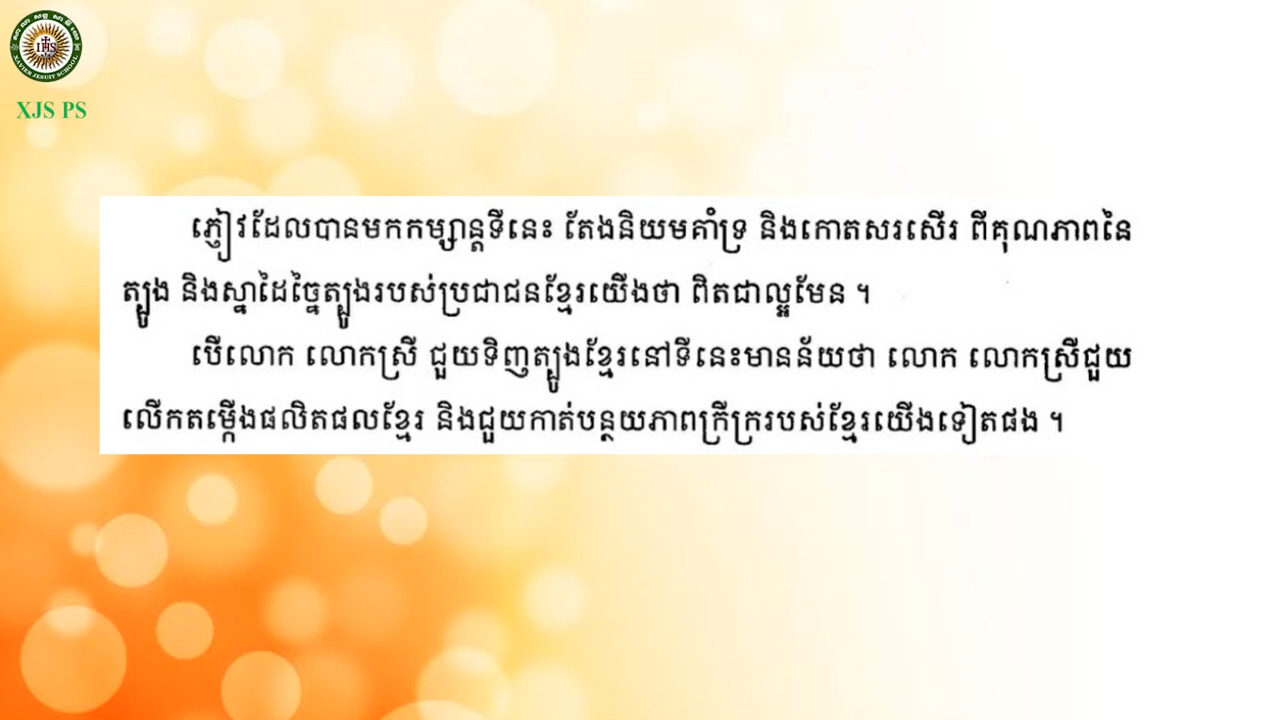 XAVIER JESUIT SCHOOL
IHS
XJS PS
ភ្ញៀវដែលបានមកកម្សាន្តទីនេះ តែងនិយមគាំទ្រ និងកោតសរសើរ ពីគុណភាពនៃ
ត្បូង និងស្នាដៃច្នៃត្បូងរបស់ប្រជាជនខ្មែរយើងថា ពិតជាល្អមែន ។
បើលោក លោកស្រី ជួយទិញត្បូងខ្មែរនៅទីនេះមានន័យថា លោក លោកស្រីជួយ
លើកតម្កើងផលិតផលខ្មែរ និងជួយកាត់បន្ថយភាពក្រីក្ររបស់ខ្មែរយើងទៀតផង ។